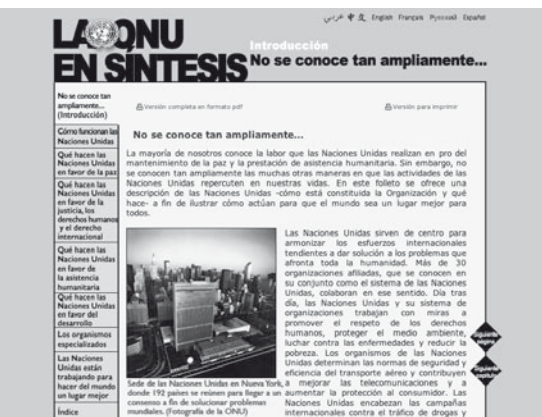 عربي 中文 English Français Русский Español
LA ONU
EN SÍNTESIS
Introducción
No se conoce tan ampliamente...
No se conoce tan
ampliamente...
(Introducción)
Cómo funcionan las
Naciones Unidas
Qué hacen las
Naciones Unidas
en favor de la paz
Qué hacen las
Naciones Unidas
en favor de la
justicia, los
derechos humanos
y el derecho
internacional
Qué hacen las
Naciones Unidas
en favor de
la asistencia
humanitaria
Qué hacen las
Naciones Unidas
en favor del
desarrollo
Los organismos
especializados
Las Naciones
Unidas están
trabajando para
hacer del mundo
un lugar mejor
Índice
Versión completa en formato pdf
Versión para imprimir
No se conoce tan ampliamente...
La mayoría de nosotros conoce la labor que las Naciones Unidas realizan en pro del
mantenimiento de la paz y la prestación de asistencia humanitaria. Sin embargo, no
se conocen tan ampliamente las muchas otras maneras en que las actividades de las
Naciones Unidas repercuten en nuestras vidas. En este folleto se ofrece una
descripción de las Naciones Unidas -cómo está constituida la Organización y qué
hace- a fin de ilustrar cómo actúan para que el mundo sea un lugar mejor para
todos.
Las Naciones Unidas sirven de centro para
armonizar los esfuerzos internacionales
tendientes a dar solución a los problemas que
afronta toda la humanidad. Más de 30
organizaciones afiliadas, que se conocen en
su conjunto como el sistema de las Naciones
Unidas, colaboran en ese sentido. Día tras
día, las Naciones Unidas y su sistema de
organizaciones trabajan con miras a
promover el respeto de los derechos
humanos, proteger el medio ambiente,
luchar contra las enfermedades y reducir la
pobreza. Los organismos de las Naciones
Unidas determinan las normas de seguridad y
eficiencia del transporte aéreo y contribuyen
a mejorar las telecomunicaciones y a
aumentar la protección al consumidor. Las
Naciones Unidas encabezan las campañas
internacionales contra el tráfico de drogas y
Sede de las Naciones Unidas en Nueva York,
donde 192 países se reúnen para llegar a un
consenso a fin de solucionar problemas
mundiales. (Fotografía de la ONU)